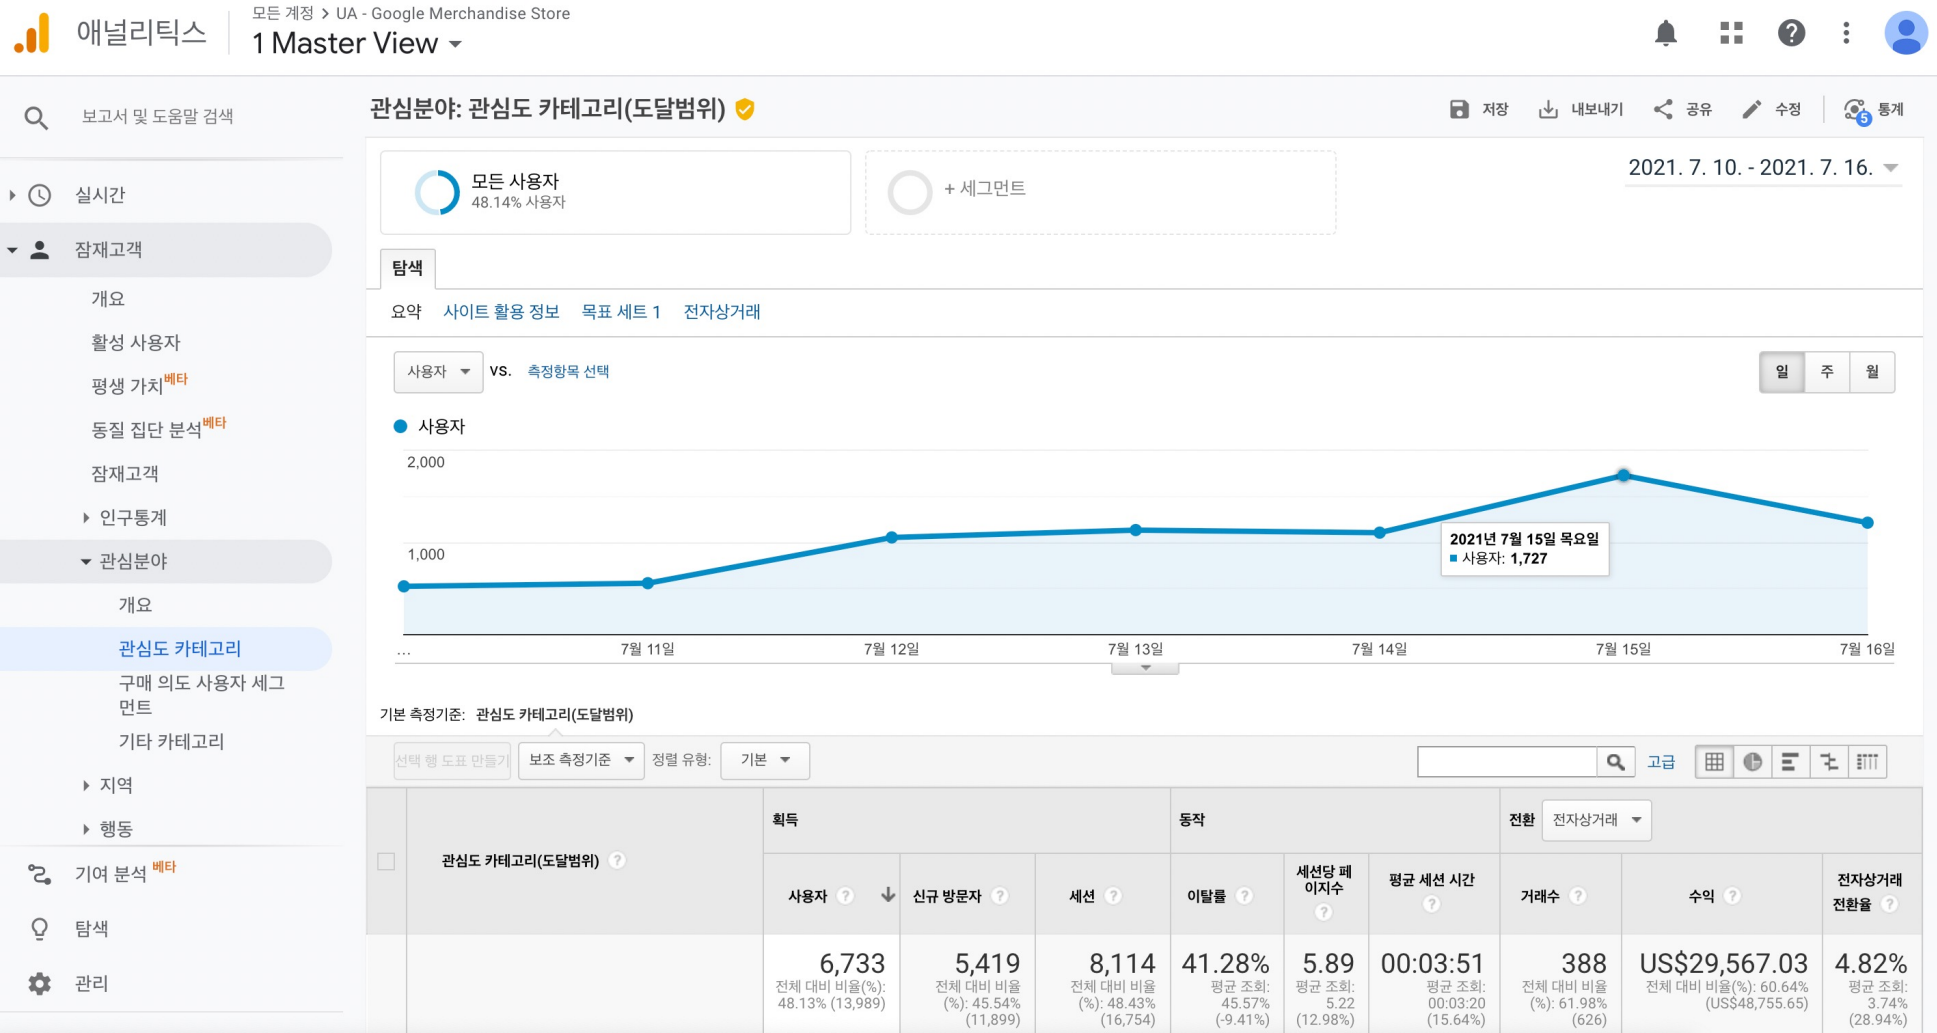 애널리틱스
모든 계정 > UA - Google Merchandise Store
1 Master View
보고서 및 도움말 검색
실시간
잠재고객
개요
활성 사용자
평생 가치베타
동질 집단 분석베타
잠재고객
인구통계
관심분야
개요
관심도 카테고리
구매 의도 사용자 세그
먼트
기타 카테고리
지역
행동
기여 분석 베타
탐색
관리
관심분야: 관심도 카테고리(도달범위)
저장
내보내기
공유
수정
5
통계
모든 사용자
48.14% 사용자
+ 세그먼트
2021. 7. 10. - 2021. 7. 16.
탐색
요약 사이트 활용 정보 목표 세트 1 전자상거래
사용자 VS. 측정항목 선택
일 주 월
사용자
2,000
1,000
2021년 7월 15일 목요일
사용자: 1,727
... 7월 11일 7월 12일 7월 13일 7월 14일 7월 15일 7월 16일
기본 측정기준: 관심도 카테고리(도달범위)
선택 행 도표 만들기 보조 측정기준 정렬 유형: 기본 고급
관심도 카테고리(도달범위) ?
획득 동작 전환 전자상거래
사용자 ?
신규 방문자 ?
세션 ?
이탈률 ?
세션당 페
이지수
?
평균 세션 시간
?
거래수 ?
수익 ?
전자상거래
전환율 ?
6,733
전체 대비 비율(%):
48.13% (13,989)
5,419
전체 대비 비율
(%): 45.54%
(11,899)
8,114
전체 대비 비율
(%): 48.43%
(16,754)
41.28%
평균 조회:
45.57%
(-9.41%)
5.89
평균 조회:
5.22
(12.98%)
00:03:51
평균 조회:
00:03:20
(15.64%)
388
전체 대비 비율
(%): 61.98%
(626)
US$29,567.03
전체 대비 비율(%): 60.64%
(US$48,755.65)
4.82%
평균 조회:
3.74%
(28.94%)